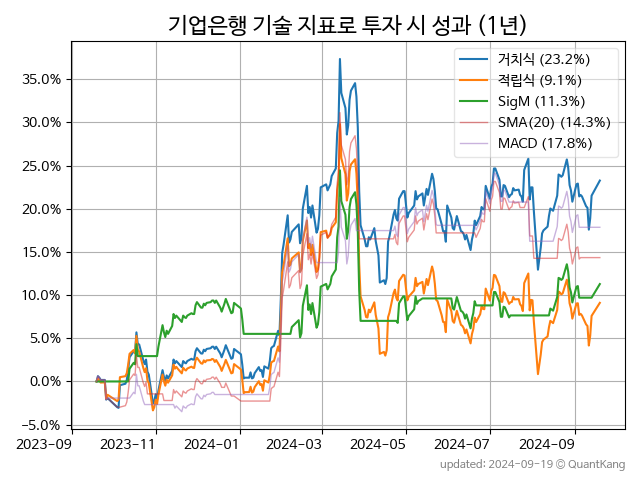 기업은행 기술 지표로 투자 시 성과 (1년)
거치식 (23.2%)
적립식 (9.1%)
SigM (11.3%)
SMA(20) (14.3%)
MACD (17.8%)
35.0%
30.0%
25.0%
20.0%
15.0%
10.0%
5.0%
0.0%
−5.0%
2023-09 2023-11 2024-01 2024-03 2024-05 2024-07 2024-09
updated: 2024-09-19 © QuantKang